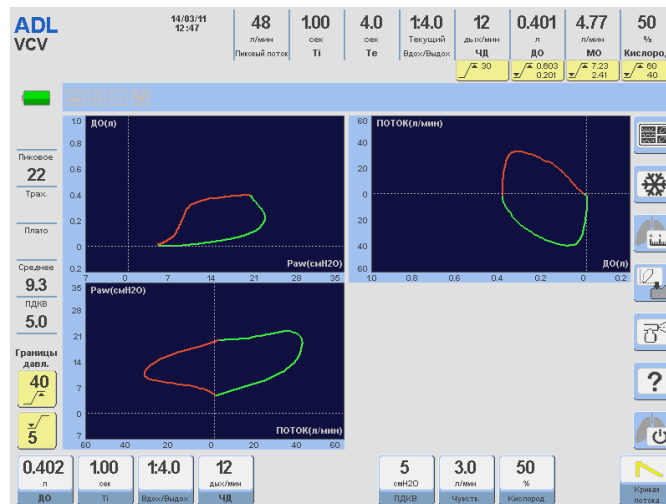 ADL
VCV
14/03/11
12:47
48
л/мин
Пиковый поток
1.00
сек
Ti
4.0
сек
Te
1:4.0
Текущий
Вдох/Выдох
12
дых/мин
ЧД
0.401
л
ДО
4.77
л/мин
МО
50
%
Кислород
30
0.603
0.201
7.23
2.41
60
40
Пиковое
22
Трах.
Плато
Среднее
9.3
ПДКВ
5.0
Границы
давл.
40
5
ДО(л)
1.0
0.8
0.6
0.4
0.2
0
0.2
7 0 7 14 21 28 35
Paw(смH2O)
ПОТОК(л/мин)
60
40
20
0
20
40
60
1.0 0.8 0.6 0.4 0.2 0 0.2
ДО(л)
Paw(смH2O)
35
28
21
14
7
0
7
60 40 20 0 20 40 60
ПОТОК(л/мин)
?
0.402
л
ДО
1.00
сек
Ti
1:4.0
Вдох/Выдох
12
дых/мин
ЧД
5
смH2O
ПДКВ
3.0
л/мин
Чувств.
50
%
Кислород
Кривая
потока